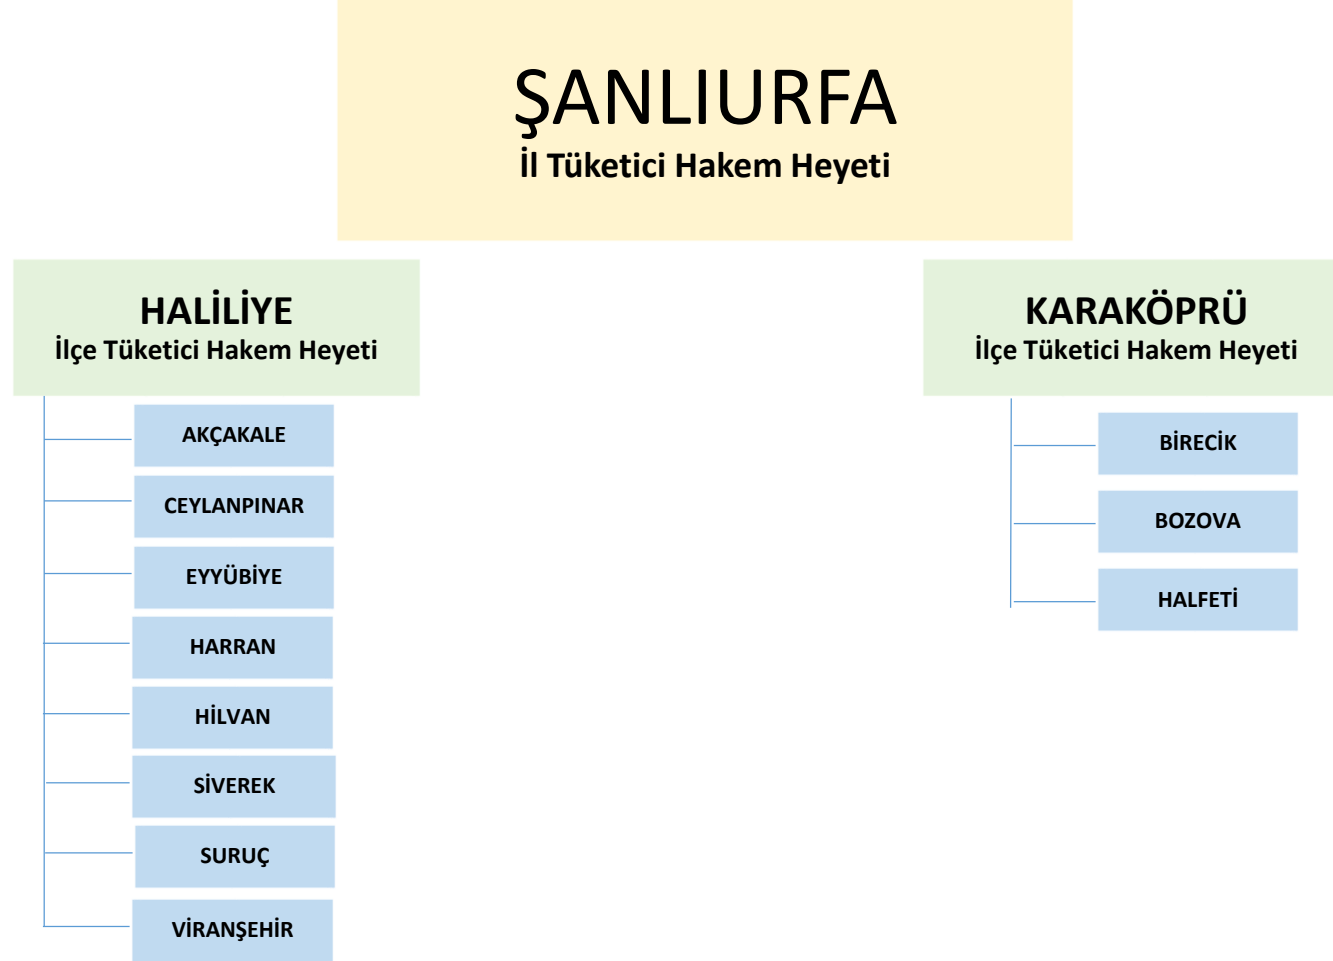 ŞANLIURFA
İl Tüketici Hakem Heyeti
HALİLİYE
İlçe Tüketici Hakem Heyeti
AKÇAKALE
CEYLANPINAR
EYYÜBİYE
HARRAN
HİLVAN
SİVEREK
SURUÇ
VİRANŞEHİR
KARAKÖPRÜ
İlçe Tüketici Hakem Heyeti
BİRECİK
BOZOVA
HALFETİ